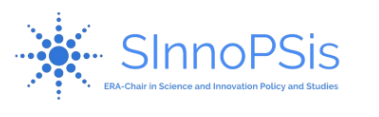 SInnoPSis
ERA-Chair in Science and Innovation Policy and Studies